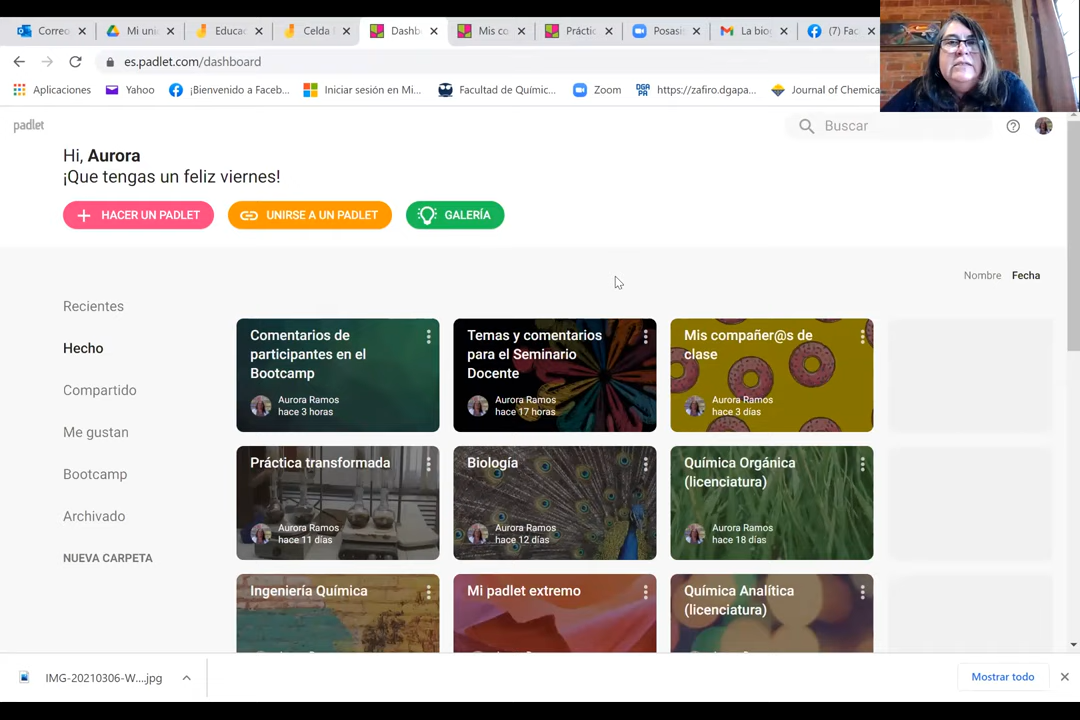 Correo
Mi uni
Educac
Celda I
Dashb
Mis co
Práctic
Posasis
La biog
(7) Fac
es.padlet.com/dashboard
Aplicaciones
Yahoo
¡Bienvenido a Faceb...
Iniciar sesión en Mi...
Facultad de Químic...
Zoom
DGA
PA
https://zafiro.dgapa...
Journal of Chemica
padlet
Buscar
Hi, Aurora
¡Que tengas un feliz viernes!
+ HACER UN PADLET
UNIRSE A UN PADLET
GALERÍA
Nombre
Fecha
Recientes
Hecho
Compartido
Me gustan
Bootcamp
Archivado
NUEVA CARPETA
Comentarios de
participantes en el
Bootcamp
Aurora Ramos
hace 3 horas
Temas y comentarios
para el Seminario
Docente
Aurora Ramos
hace 17 horas
Mis compañer@s de
clase
Aurora Ramos
hace 3 días
Práctica transformada
Aurora Ramos
hace 11 días
Biología
Aurora Ramos
hace 12 días
Química Orgánica
(licenciatura)
Aurora Ramos
hace 18 días
Ingeniería Química
Mi padlet extremo
Química Analítica
(licenciatura)
IMG-20210306-W....jpg
Mostrar todo